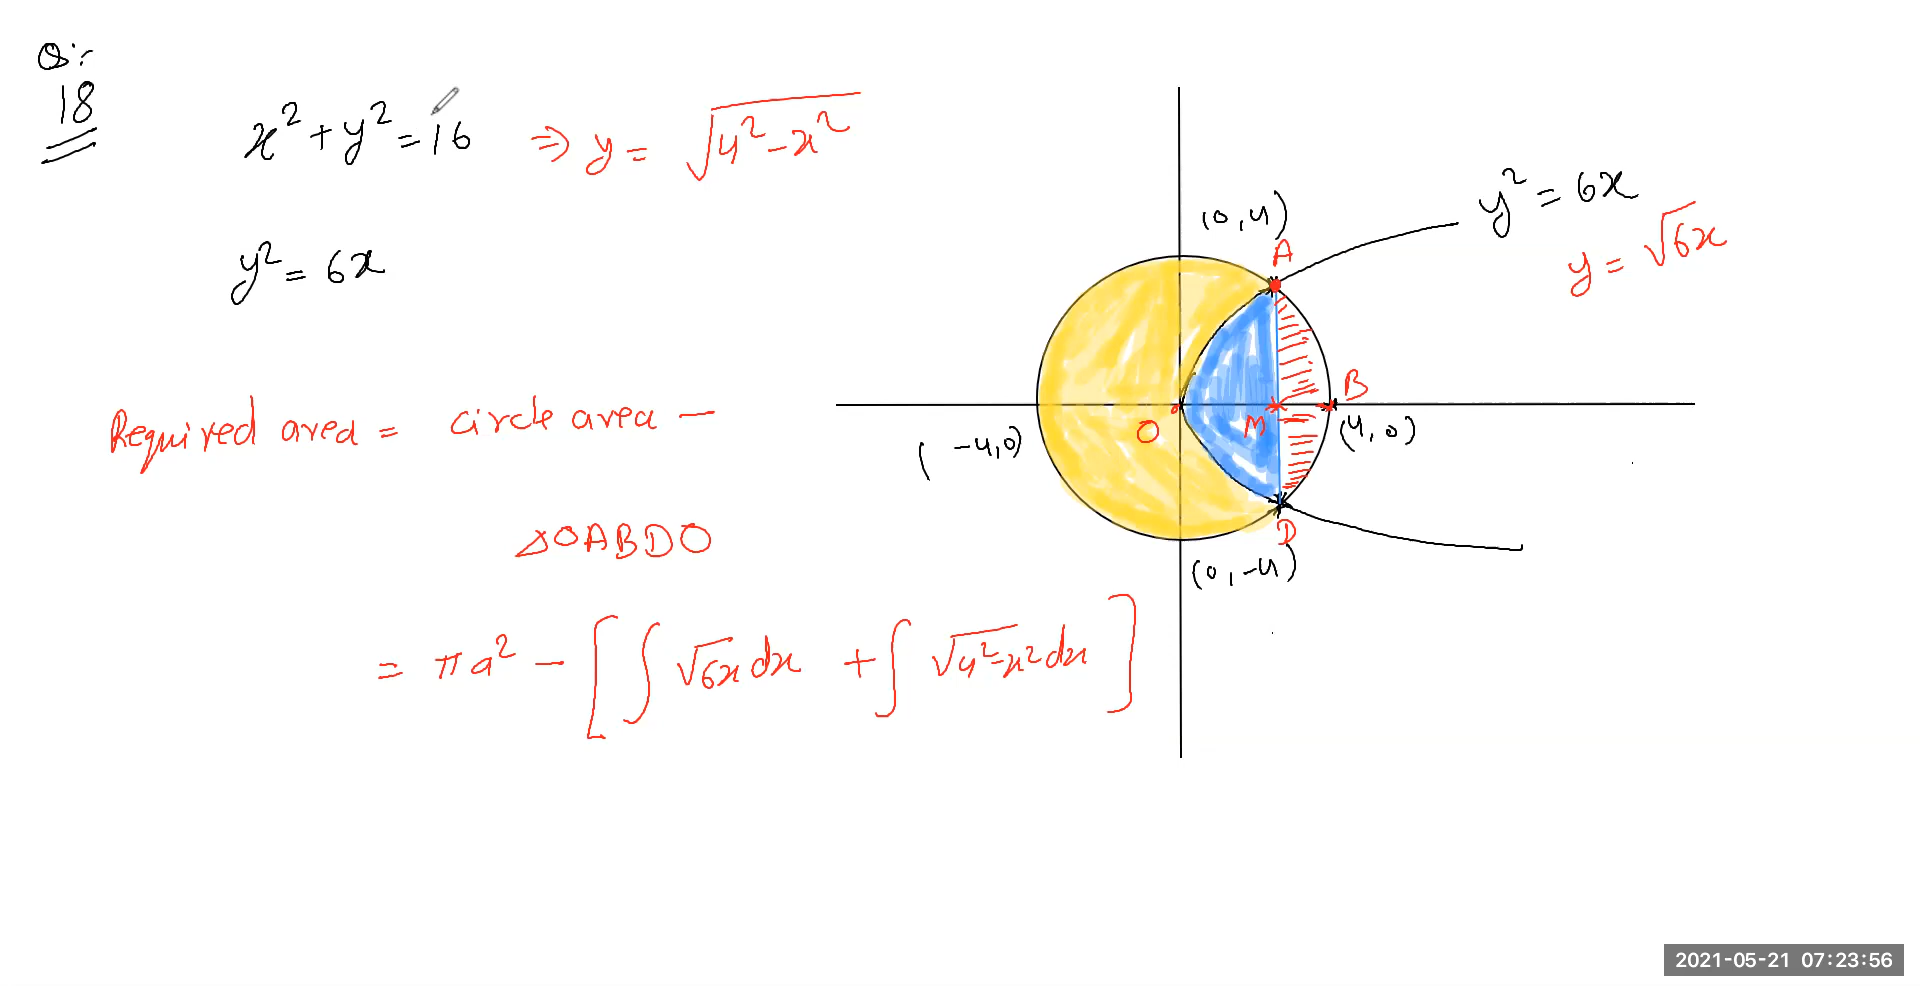 Q:-
18
x² + y² = 16 ⇒ y = √(4² - x²)
y² = 6x
Required area = circle area —
△OABDO
= πa² - [ ∫ √6x dx + ∫ √(4²-x²) dx ]
(0,4)
A
y² = 6x
y = √6x
O
M
B
(-4,0)
(4,0)
D
(0,-4)
2021-05-21 07:23:56